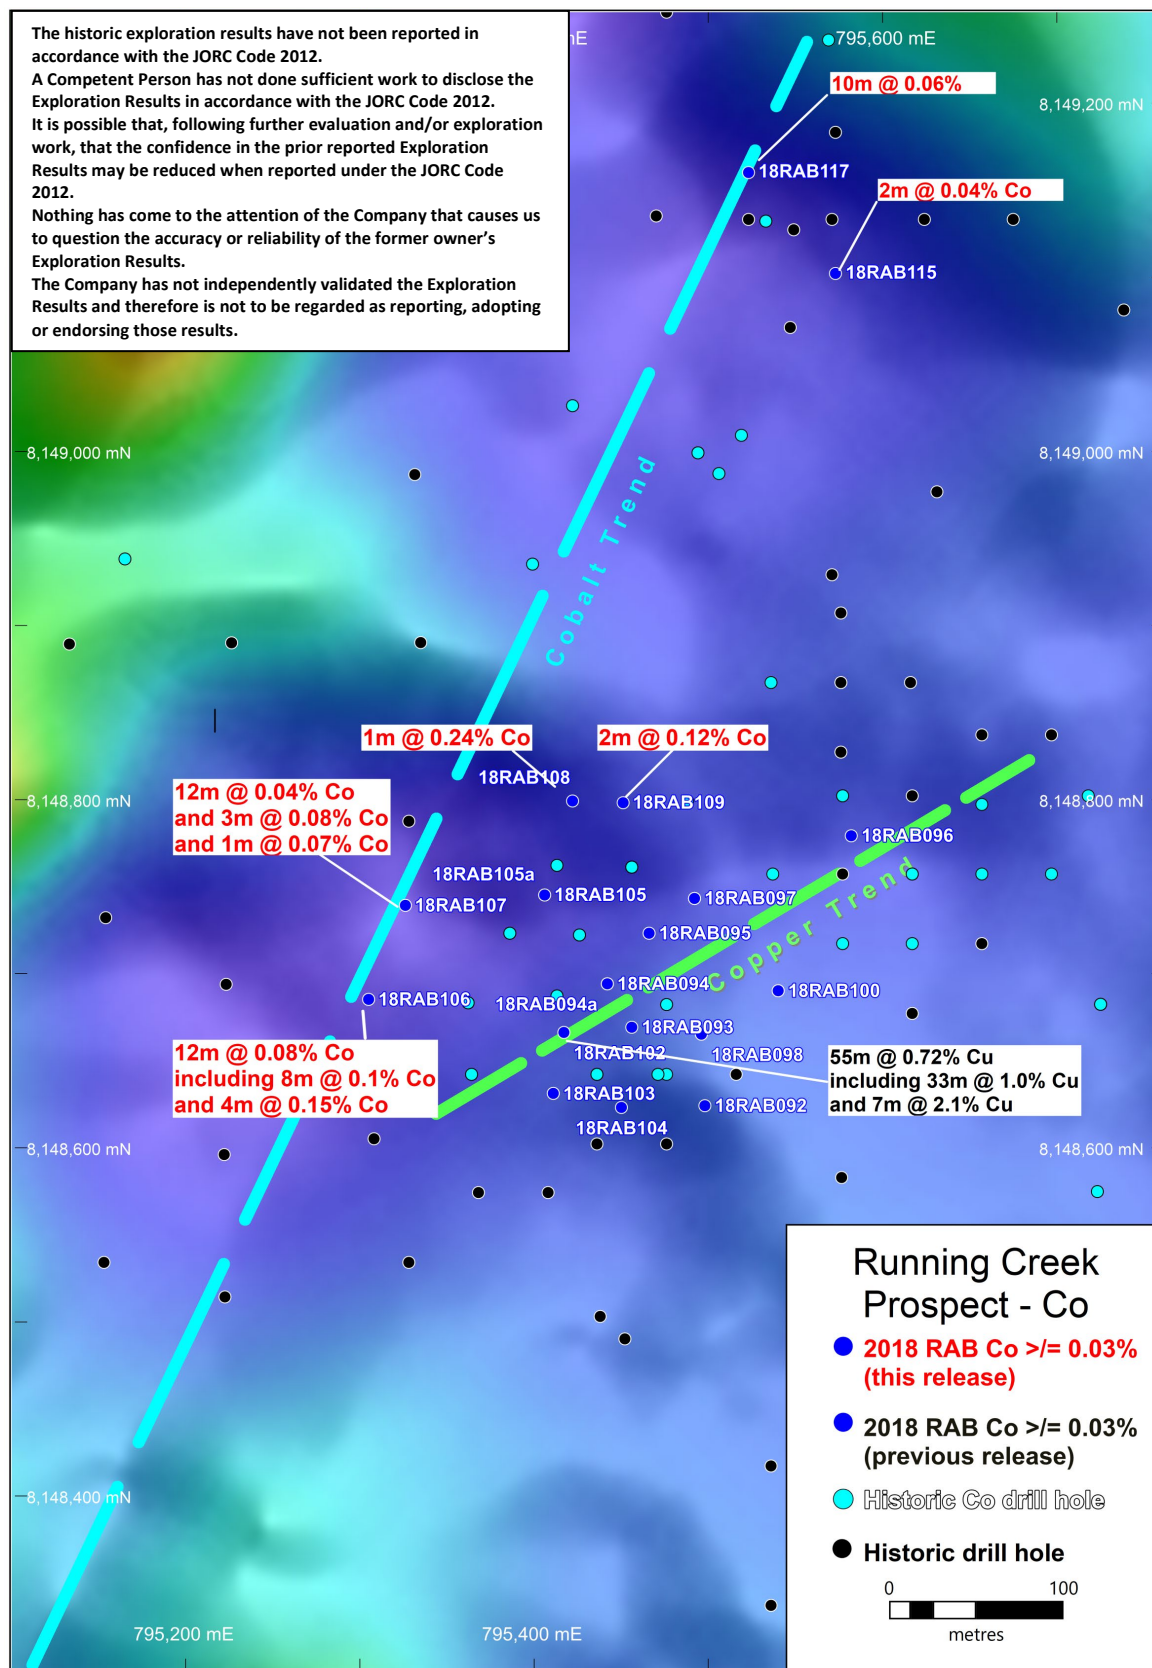 The historic exploration results have not been reported in
accordance with the JORC Code 2012.
A Competent Person has not done sufficient work to disclose the
Exploration Results in accordance with the JORC Code 2012.
It is possible that, following further evaluation and/or exploration
work, that the confidence in the prior reported Exploration
Results may be reduced when reported under the JORC Code
2012.
Nothing has come to the attention of the Company that causes us
to question the accuracy or reliability of the former owner's
Exploration Results.
The Company has not independently validated the Exploration
Results and therefore is not to be regarded as reporting, adopting
or endorsing those results.
mE
795,600 mE
10m @ 0.06%
8,149,200 mN
18RAB117
2m @ 0.04% Co
18RAB115
8,149,000 mN
8,149,000 mN
Cobalt Trend
1m @ 0.24% Co
2m @ 0.12% Co
18RAB108
12m @ 0.04% Co
and 3m @ 0.08% Co
and 1m @ 0.07% Co
8,148,800 mN
18RAB109
8,148,800 mN
18RAB096
18RAB105a
18RAB105
18RAB097
18RAB107
18RAB095
Copper Trend
18RAB094
18RAB100
18RAB106
18RAB094a
18RAB093
18RAB102
18RAB098
12m @ 0.08% Co
including 8m @ 0.1% Co
and 4m @ 0.15% Co
55m @ 0.72% Cu
including 33m @ 1.0% Cu
and 7m @ 2.1% Cu
18RAB103
18RAB092
18RAB104
8,148,600 mN
8,148,600 mN
8,148,400 mN
795,200 mE
795,400 mE
Running Creek
Prospect - Co
2018 RAB Co >/= 0.03%
(this release)
2018 RAB Co >/= 0.03%
(previous release)
Historic Co drill hole
Historic drill hole
0 100
metres